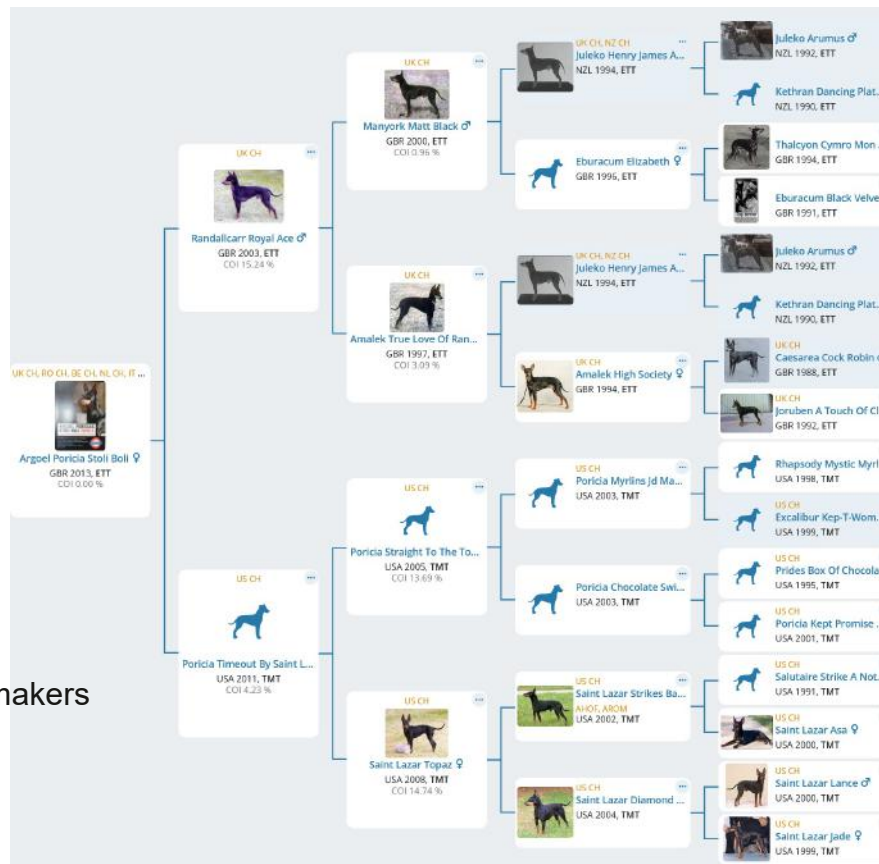 UK CH, RO CH, BE CH, NL CH, IT ...
Argoel Poricia Stoli Boli ♀
GBR 2013, ETT
COI 0.00 %
UK CH
Randallcarr Royal Ace ♂
GBR 2003, ETT
COI 15.24 %
US CH
Poricia Timeout By Saint L...
USA 2011, TMT
COI 4.23 %
makers
UK CH
Manyork Matt Black ♂
GBR 2000, ETT
COI 0.96 %
UK CH
Amalek True Love Of Ran...
GBR 1997, ETT
COI 3.09 %
US CH
Poricia Straight To The To...
USA 2005, TMT
COI 13.69 %
US CH
Saint Lazar Topaz ♀
USA 2008, TMT
COI 14.74 %
UK CH, NZ CH
Juleko Henry James A...
NZL 1994, ETT
Eburacum Elizabeth ♀
GBR 1996, ETT
UK CH, NZ CH
Juleko Henry James A...
NZL 1994, ETT
UK CH
Amalek High Society ♀
GBR 1994, ETT
US CH
Poricia Myrlins Jd Ma...
USA 2003, TMT
Poricia Chocolate Swi...
USA 2003, TMT
US CH
Saint Lazar Strikes Ba...
AHOF, AROM
USA 2002, TMT
US CH
Saint Lazar Diamond ...
USA 2004, TMT
Juleko Arumus ♂
NZL 1992, ETT
Kethran Dancing Plat...
NZL 1990, ETT
Thalcyon Cymro Mon
GBR 1994, ETT
Eburacum Black Velve
GBR 1991, ETT
Juleko Arumus ♂
NZL 1992, ETT
Kethran Dancing Plat...
NZL 1990, ETT
UK CH
Caesarea Cock Robin
GBR 1988, ETT
UK CH
Joruben A Touch Of Cl
GBR 1992, ETT
Rhapsody Mystic Myrl
USA 1998, TMT
US CH
Excalibur Kep-T-Wom...
USA 1999, TMT
US CH
Prides Box Of Chocola
USA 1995, TMT
US CH
Poricia Kept Promise
USA 2001, TMT
US CH
Salutaire Strike A Not...
USA 1991, TMT
US CH
Saint Lazar Asa ♀
USA 2000, TMT
US CH
Saint Lazar Lance ♂
USA 2000, TMT
US CH
Saint Lazar Jade ♀
USA 1999, TMT